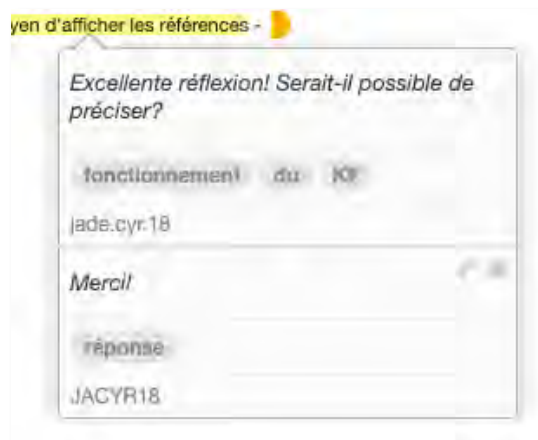 yen d'afficher les références -
Excellente réflexion! Serait-il possible de
préciser?
fonctionnement du KF
jade.cyr.18
Merci!
réponse
JACYR18